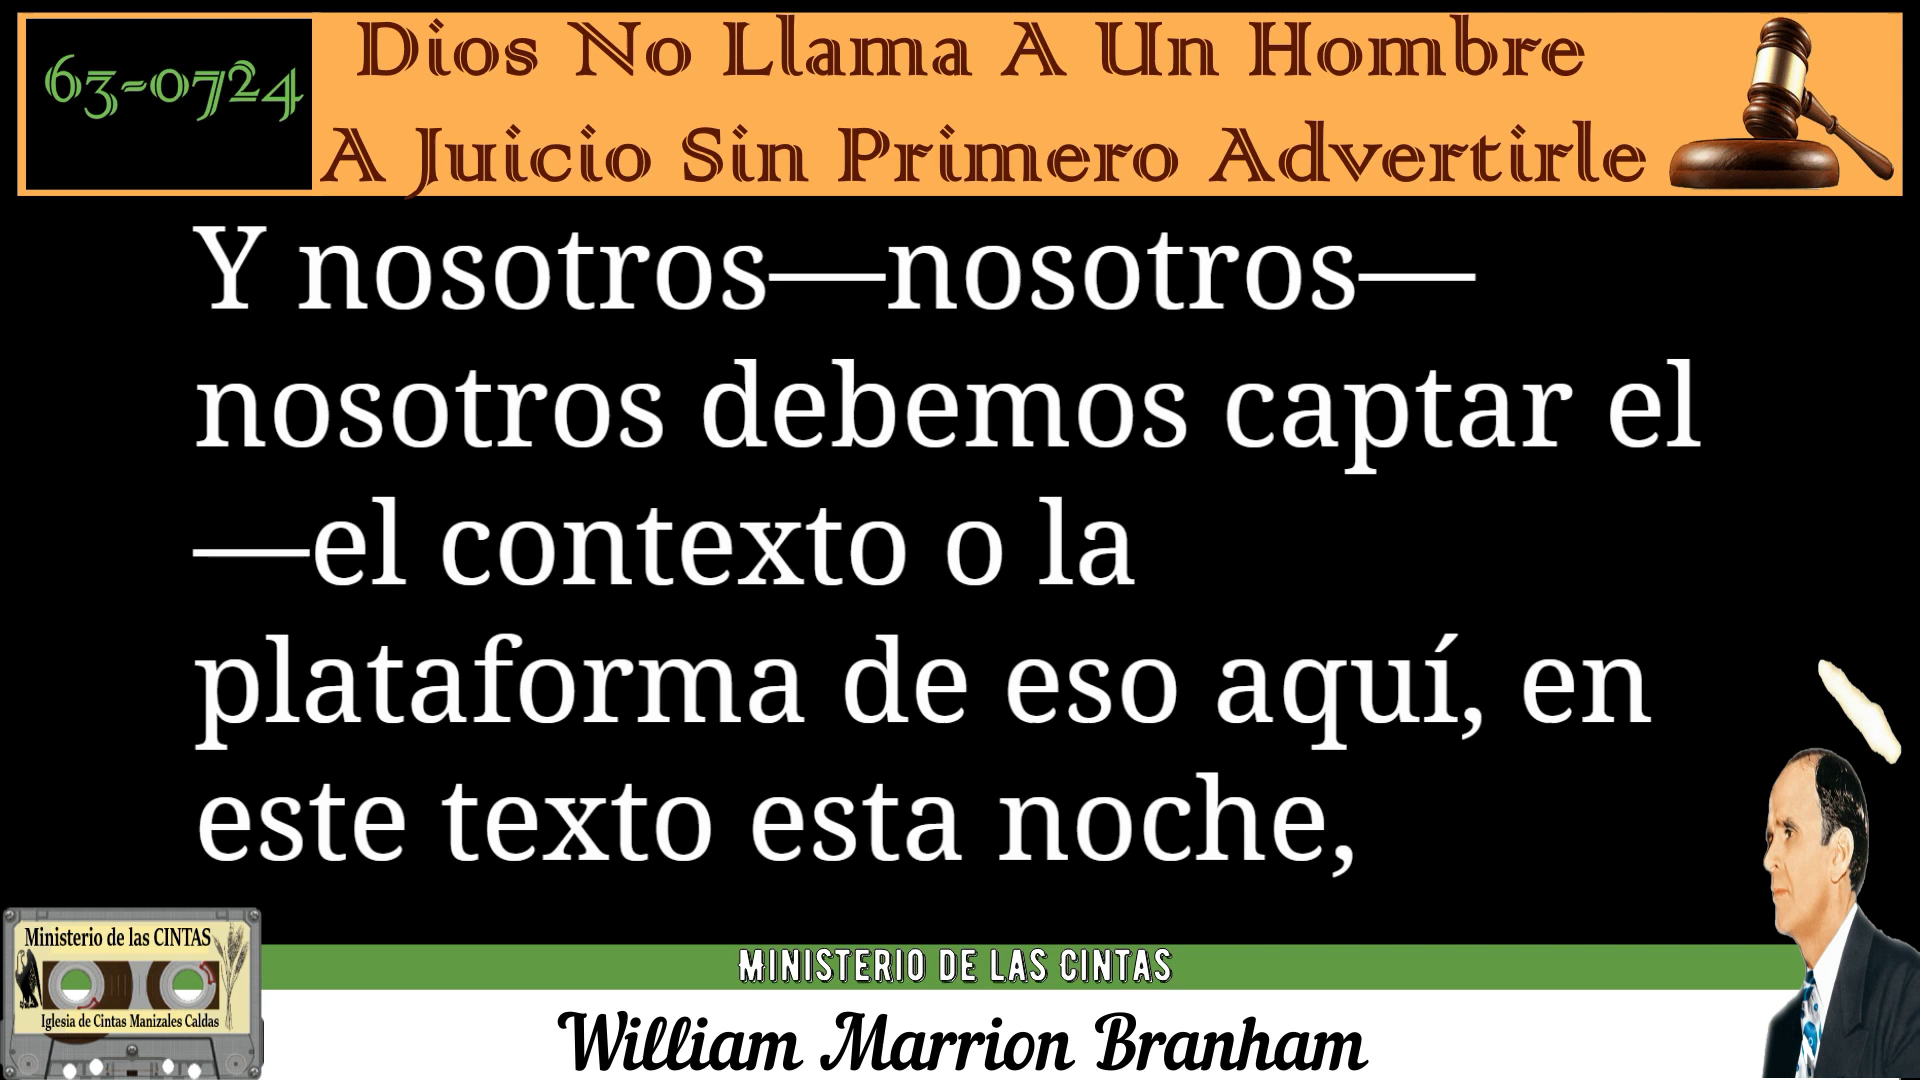 63-0724
Dios No Llama A Un Hombre
A Juicio Sin Primero Advertirle
Y nosotros—nosotros—
nosotros debemos captar el
—el contexto o la
plataforma de eso aquí, en
este texto esta noche,
Ministerio de las CINTAS
Iglesia de Cintas Manizales Caldas
MINISTERIO DE LAS CINTAS
William Marrion Branham